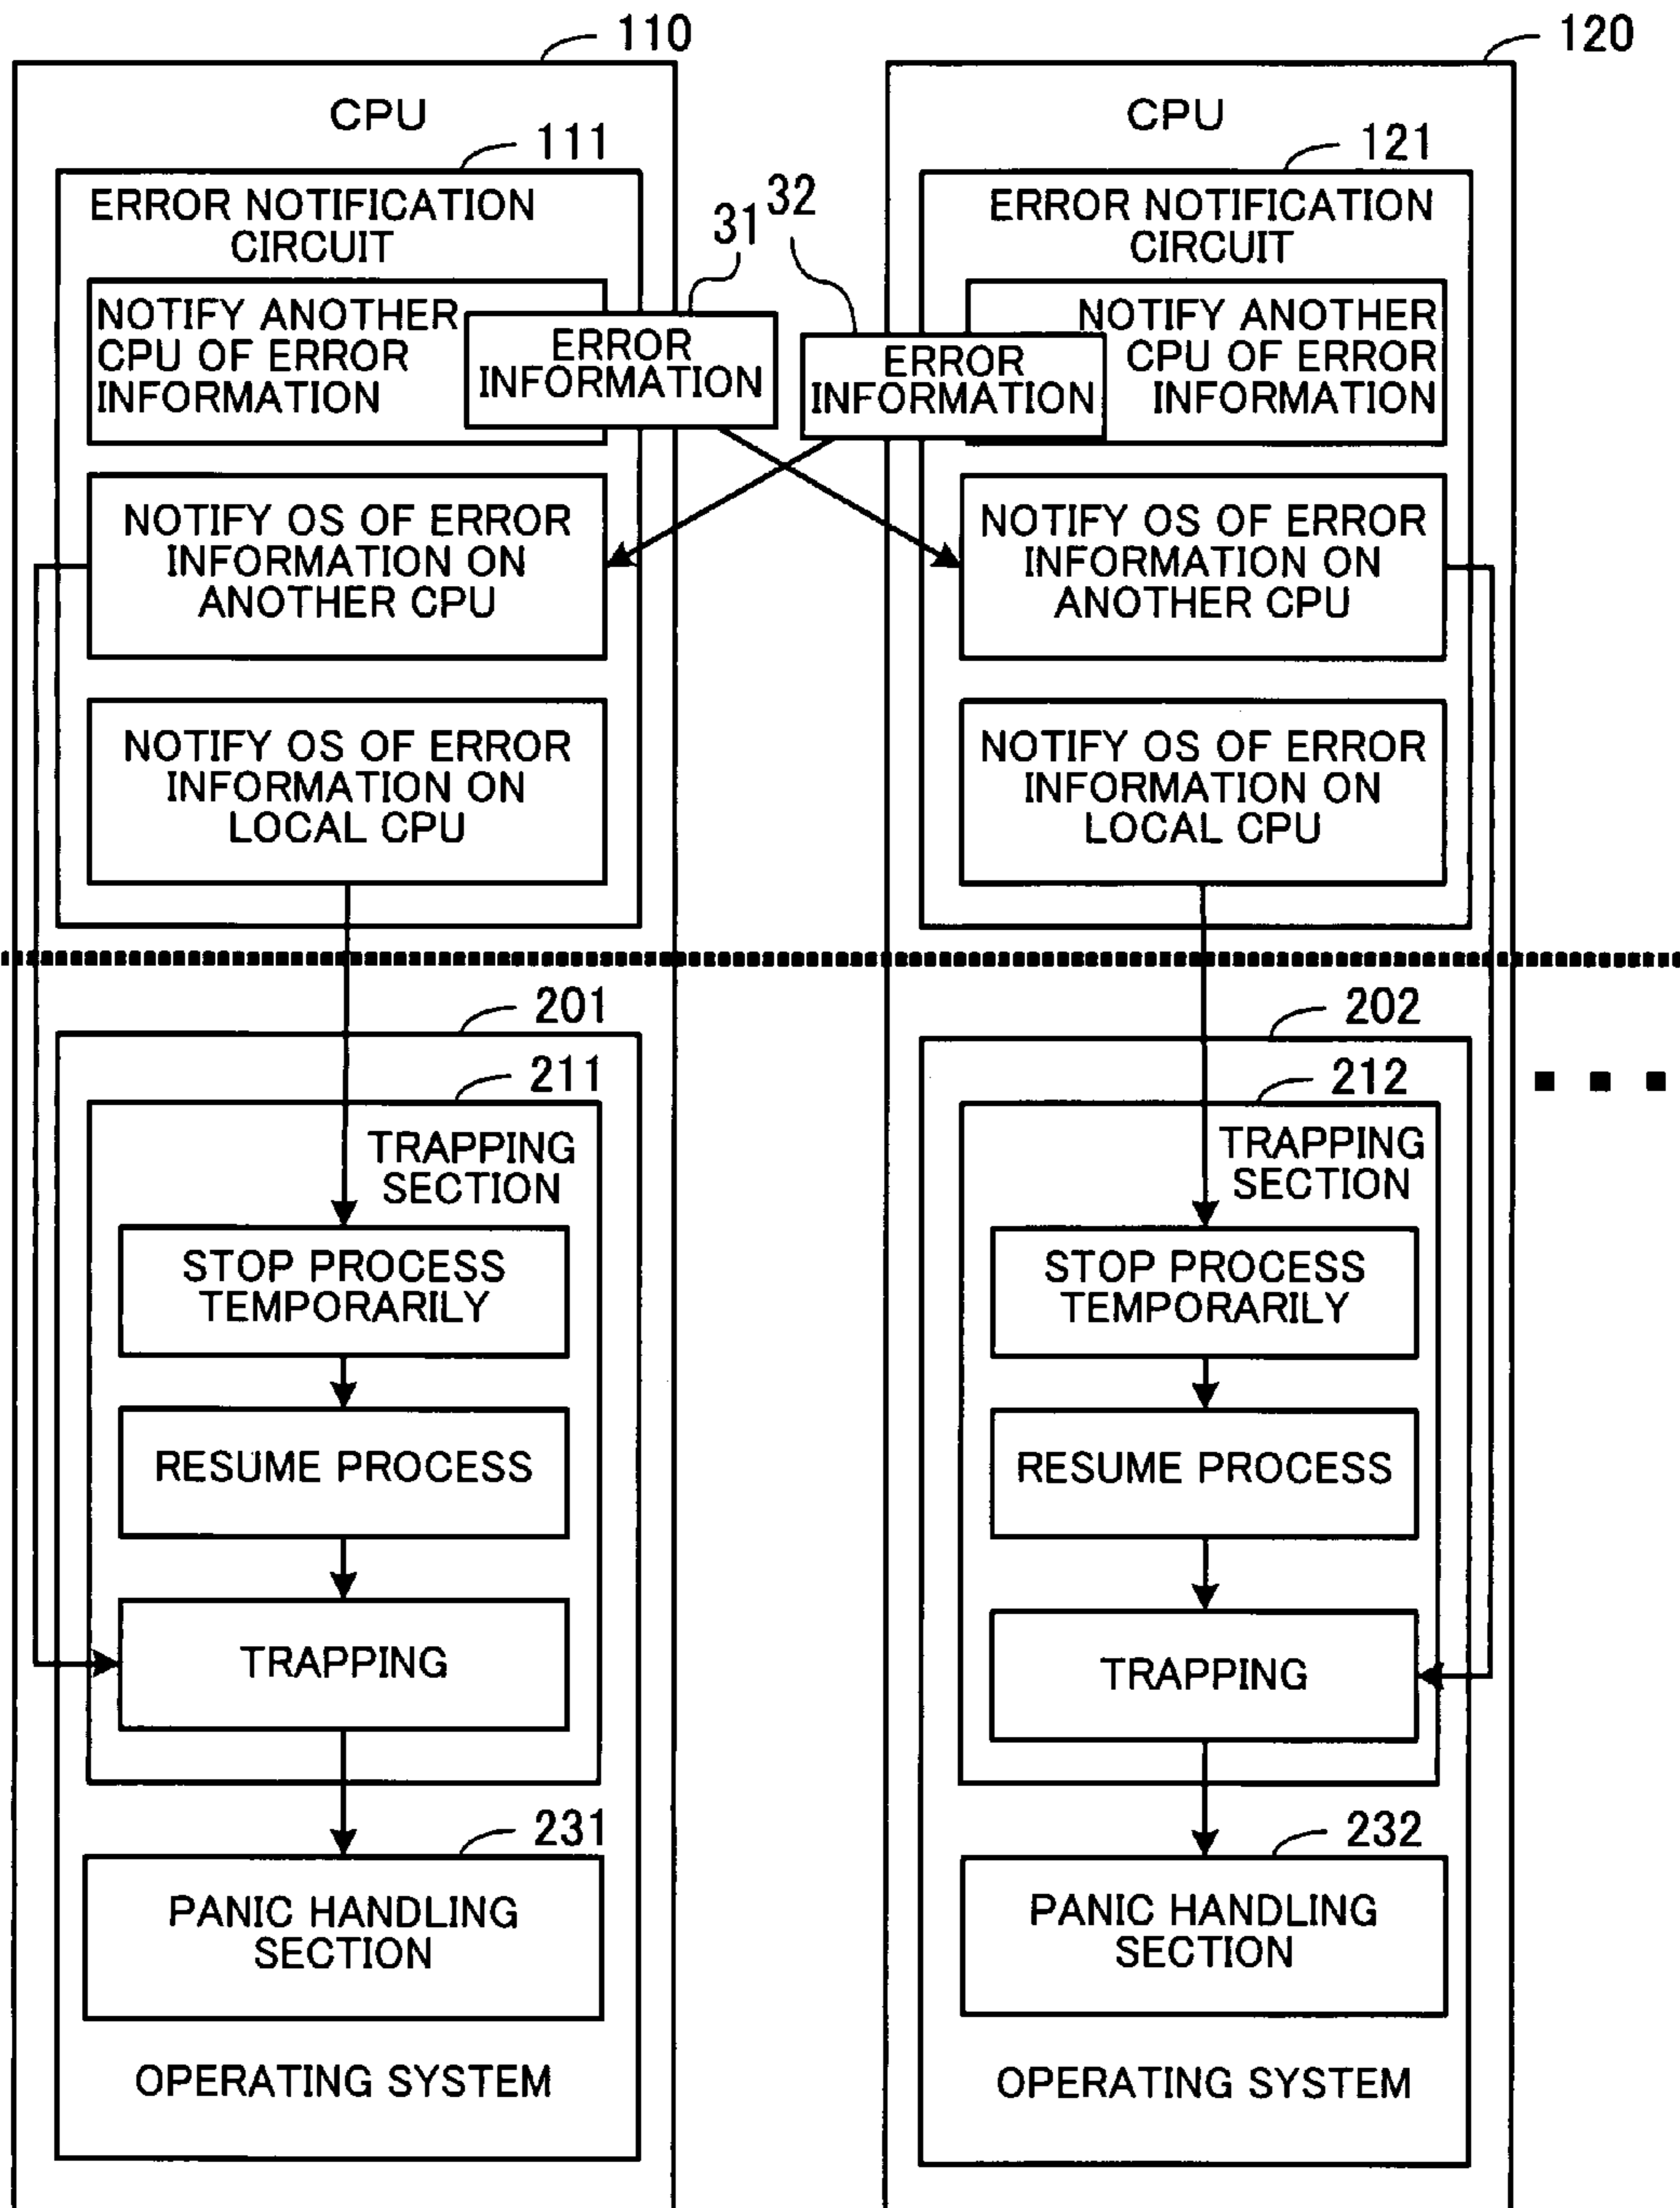 110
CPU
111
ERROR NOTIFICATION
CIRCUIT
NOTIFY ANOTHER
CPU OF ERROR
INFORMATION
31
ERROR
INFORMATION
NOTIFY OS OF ERROR
INFORMATION ON
ANOTHER CPU
NOTIFY OS OF ERROR
INFORMATION ON
LOCAL CPU
201
211
TRAPPING
SECTION
STOP PROCESS
TEMPORARILY
RESUME PROCESS
TRAPPING
231
PANIC HANDLING
SECTION
OPERATING SYSTEM
120
CPU
121
ERROR NOTIFICATION
CIRCUIT
32
ERROR
INFORMATION
NOTIFY ANOTHER
CPU OF ERROR
INFORMATION
NOTIFY OS OF ERROR
INFORMATION ON
ANOTHER CPU
NOTIFY OS OF ERROR
INFORMATION ON
LOCAL CPU
202
212
TRAPPING
SECTION
STOP PROCESS
TEMPORARILY
RESUME PROCESS
TRAPPING
232
PANIC HANDLING
SECTION
OPERATING SYSTEM